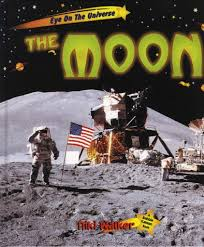 Eye On The Universe
THE MOON
Niki Walker